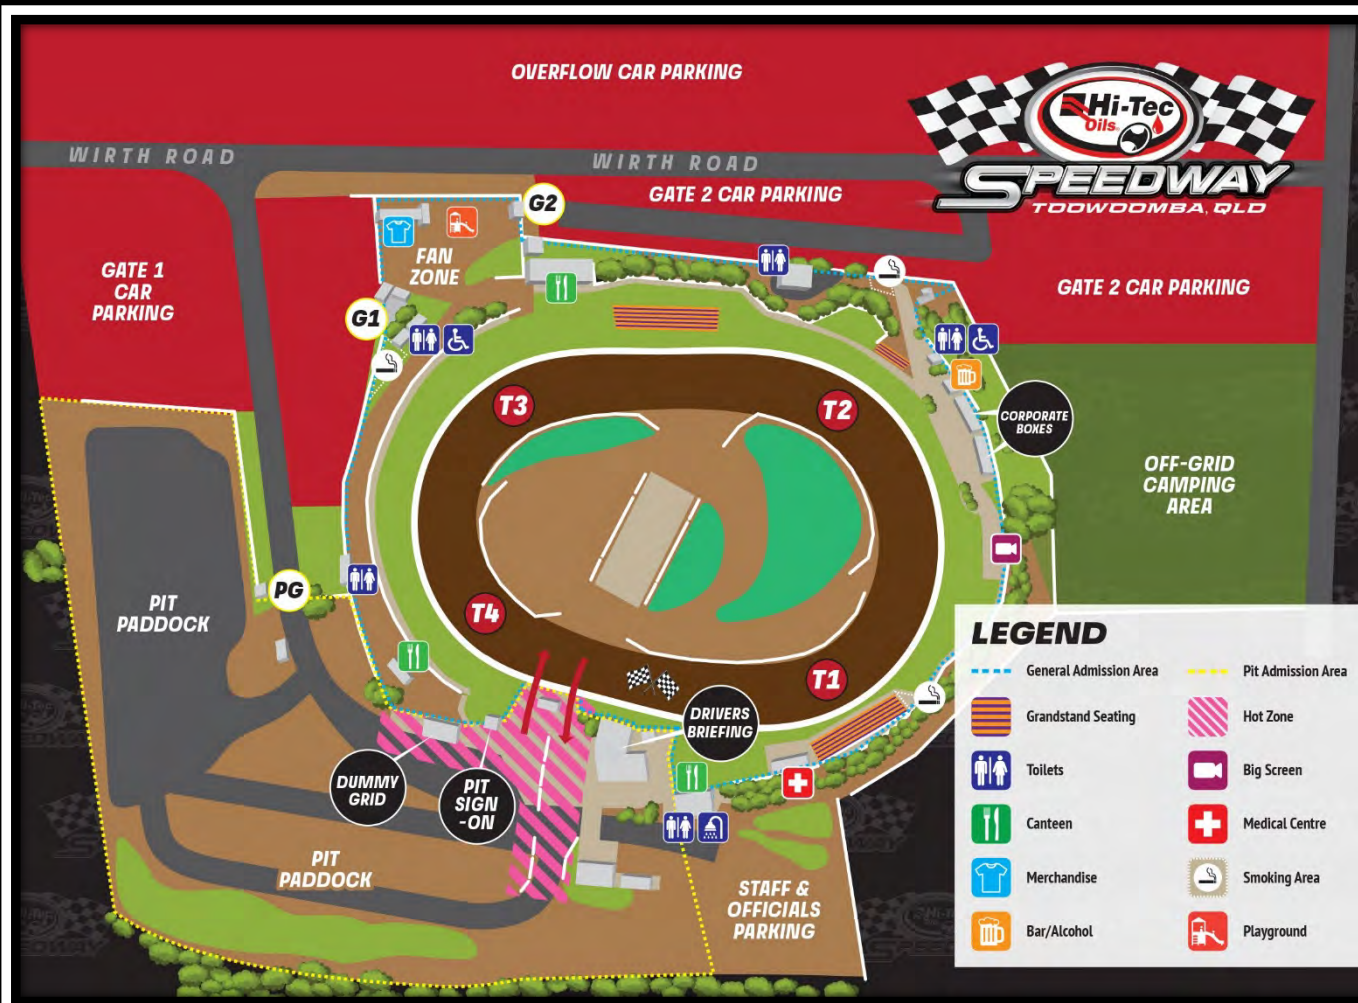 OVERFLOW CAR PARKING
Hi-Tec
Oils
SPEEDWAY
TOOWOOMBA, QLD
WIRTH ROAD
WIRTH ROAD
GATE 2 CAR PARKING
G2
FAN
ZONE
GATE 1
CAR
PARKING
GATE 2 CAR PARKING
G1
T3
T2
CORPORATE
BOXES
OFF-GRID
CAMPING
AREA
PG
PIT
PADDOCK
T4
T1
DRIVERS
BRIEFING
DUMMY
GRID
PIT
SIGN
-ON
PIT
PADDOCK
STAFF &
OFFICIALS
PARKING
LEGEND
General Admission Area
Pit Admission Area
Grandstand Seating
Hot Zone
Toilets
Big Screen
Canteen
Medical Centre
Merchandise
Smoking Area
Bar/Alcohol
Playground